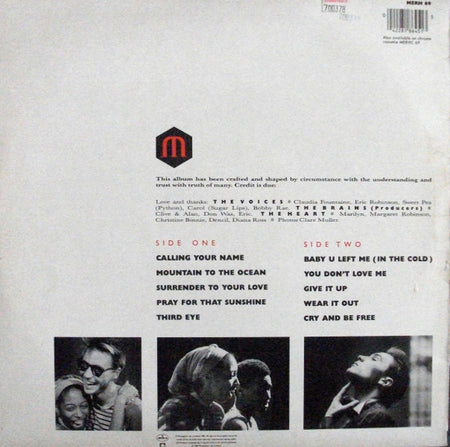 700178
MERH 69
Also available on chrome
cassette MERHC 69
M
This album has been crafted and shaped by circumstance with the understanding and
trust with truth of many. Credit is due:
Love and thanks: THE VOICES Claudia Fountaine, Eric Robinson, Sweet Pea
(Python), Carol (Sugar Lips), Bobby Rae. THE BRAINS (Producers)
Clive & Alan, Don Was, Eric. THE HEART Marilyn, Margaret Robinson,
Christine Binnie, Dencil, Diana Ross Photos Clare Muller.
SIDE ONE
CALLING YOUR NAME
MOUNTAIN TO THE OCEAN
SURRENDER TO YOUR LOVE
PRAY FOR THAT SUNSHINE
THIRD EYE
SIDE TWO
BABY U LEFT ME (IN THE COLD)
YOU DON'T LOVE ME
GIVE IT UP
WEAR IT OUT
CRY AND BE FREE